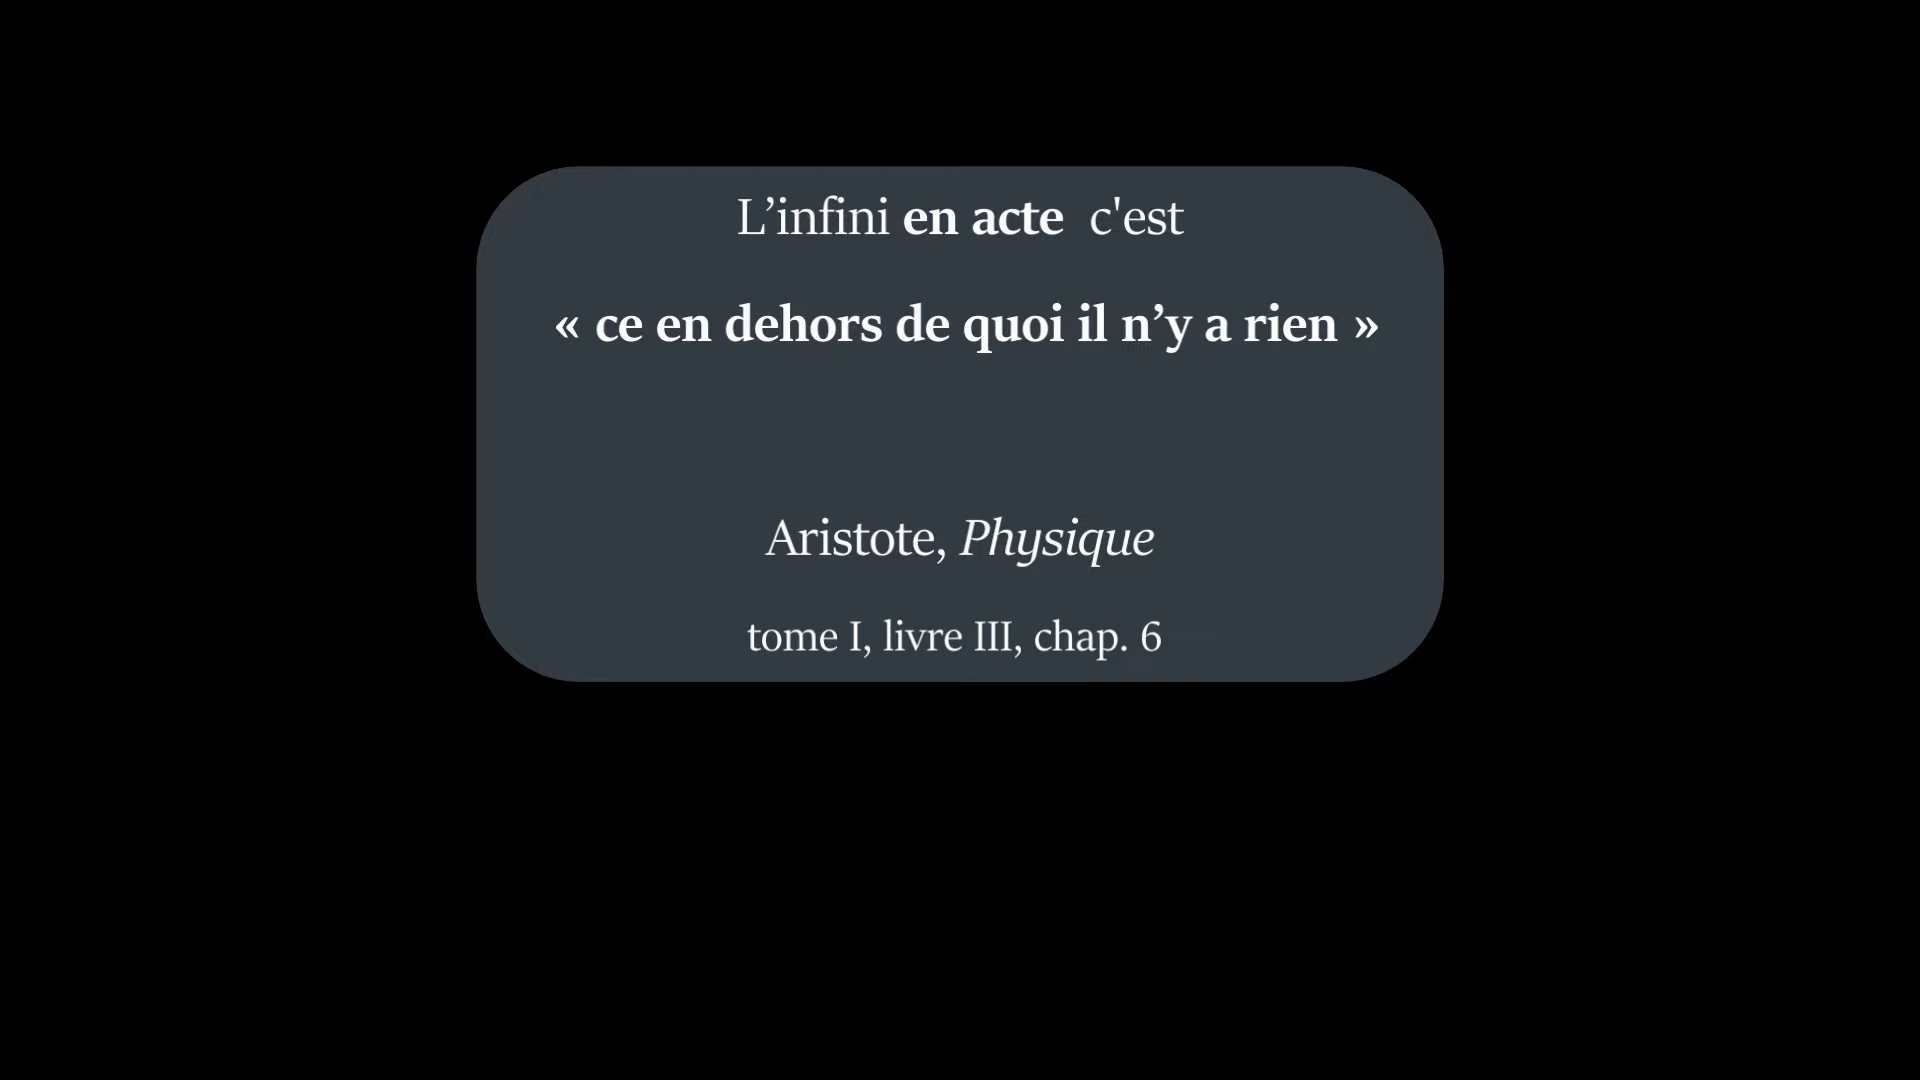 L’infini en acte  c'est
« ce en dehors de quoi il n’y a rien »
Aristote, Physique
tome I, livre III, chap. 6